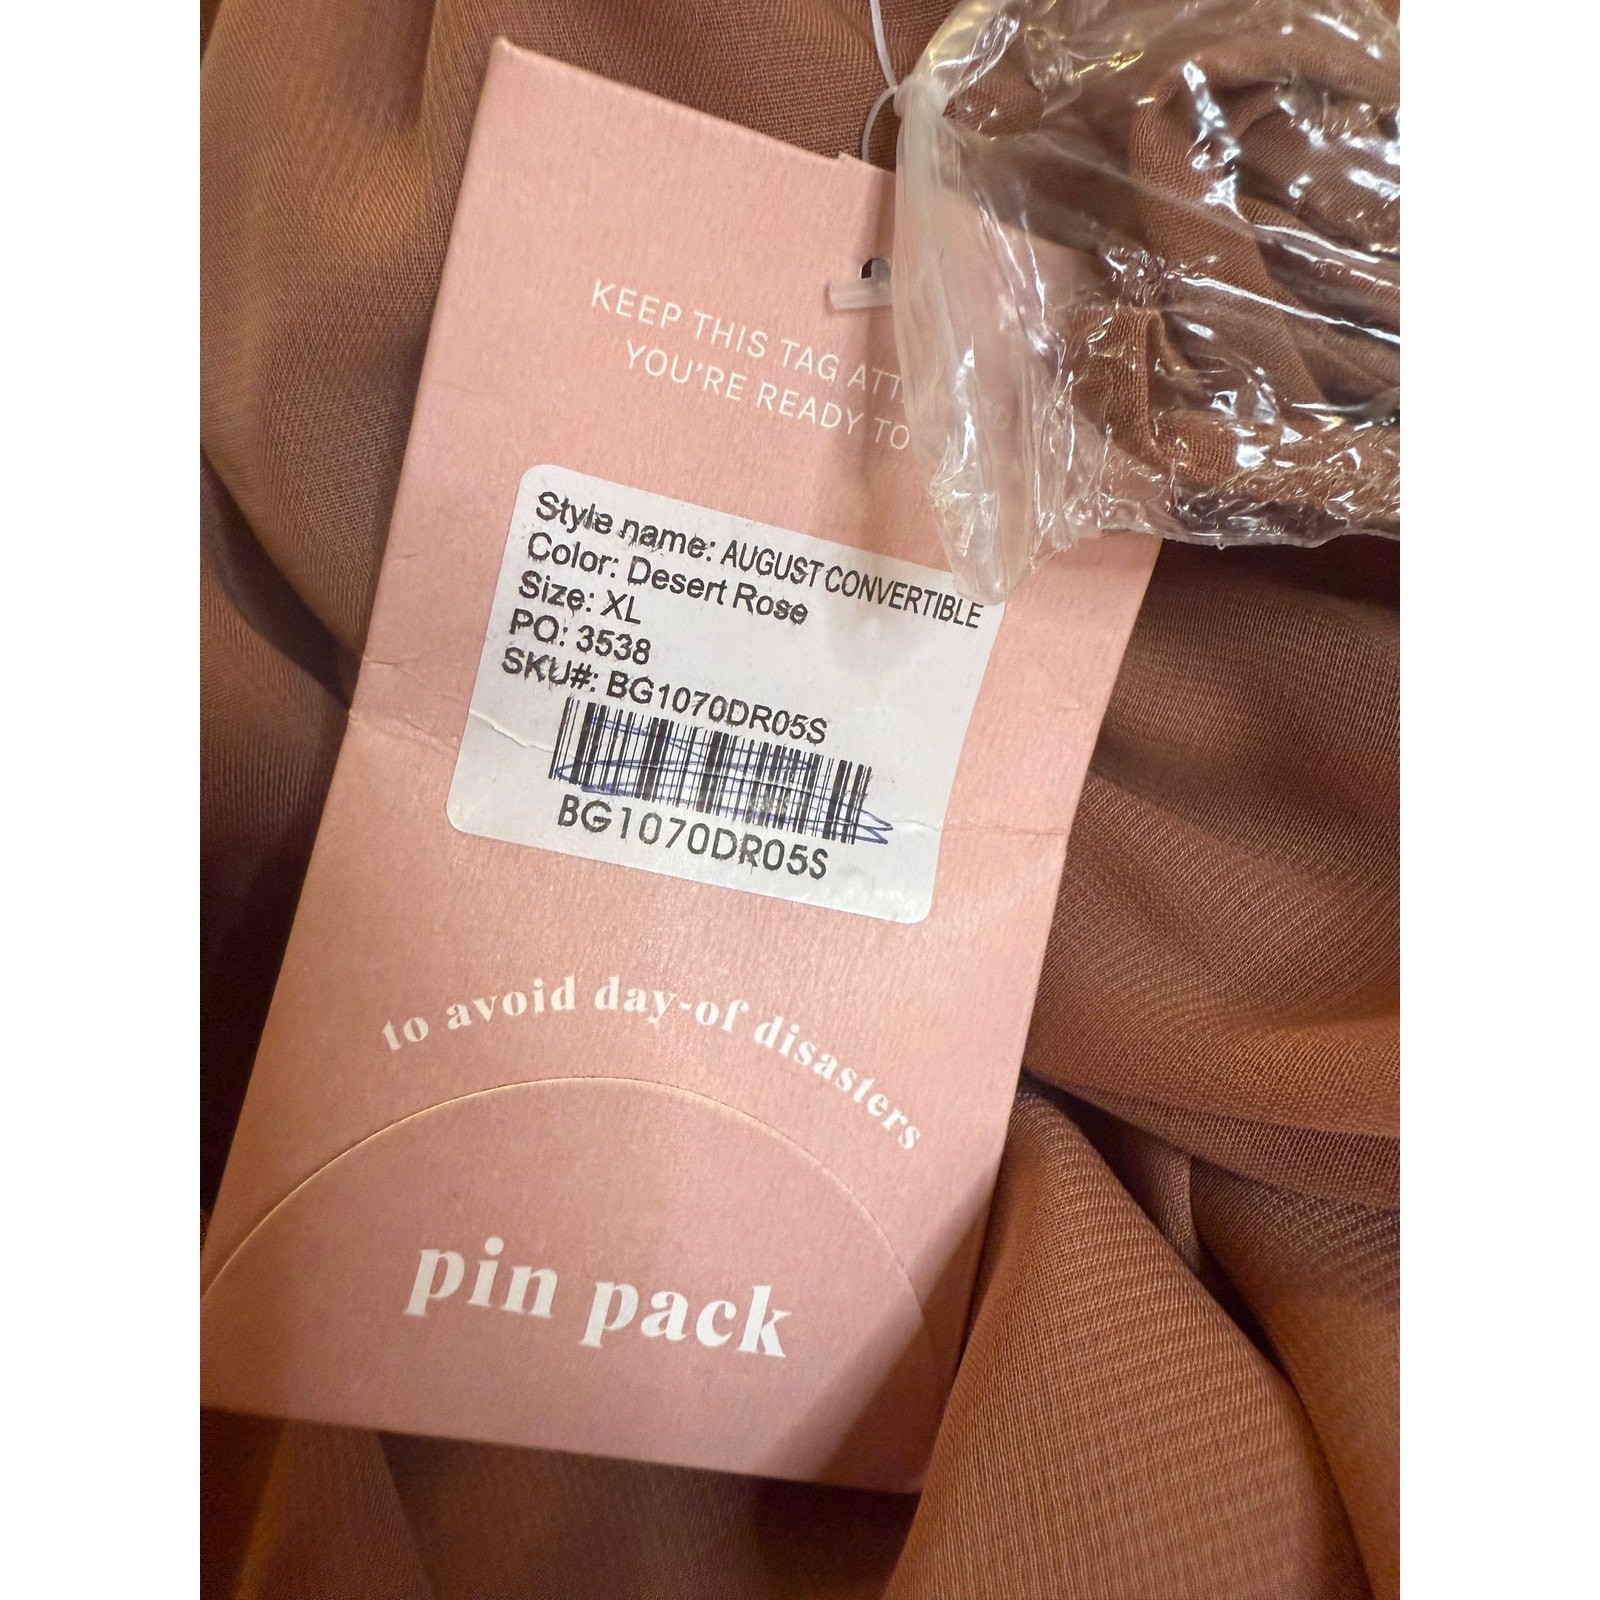 KEEP THIS TAG
YOU'RE READY TO
Style name: AUGUST CONVERTIBLE
Color: Desert Rose
Size: XL
PO: 3538
SKU#: BG1070DR05S
BG1070DR05S
to avoid day-of disasters
pin pack